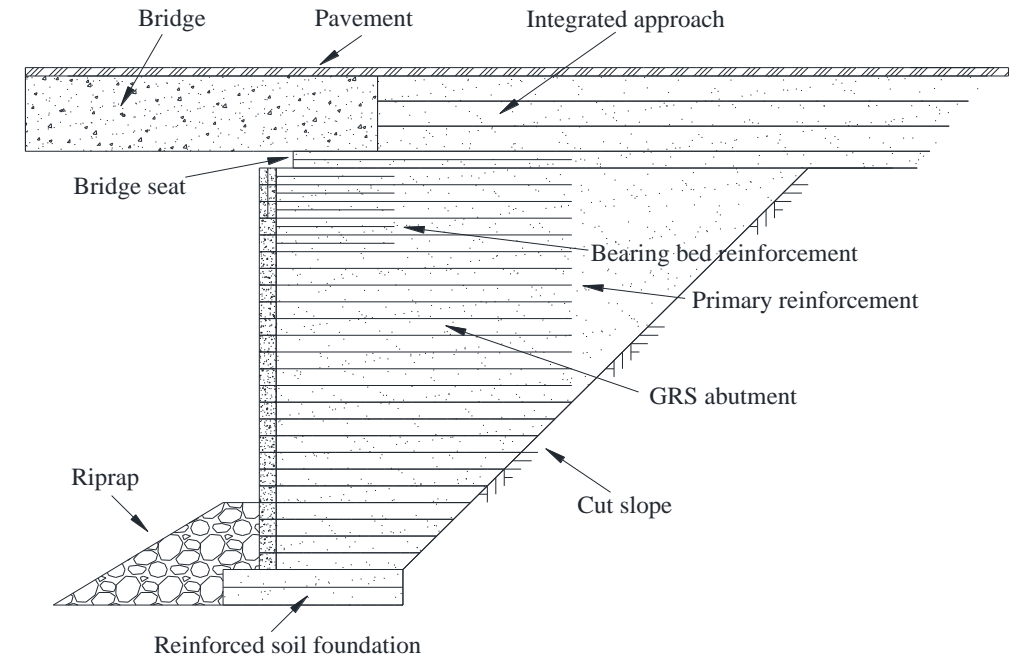 Bridge
Pavement
Integrated approach
Bridge seat
Bearing bed reinforcement
Primary reinforcement
GRS abutment
Riprap
Cut slope
Reinforced soil foundation